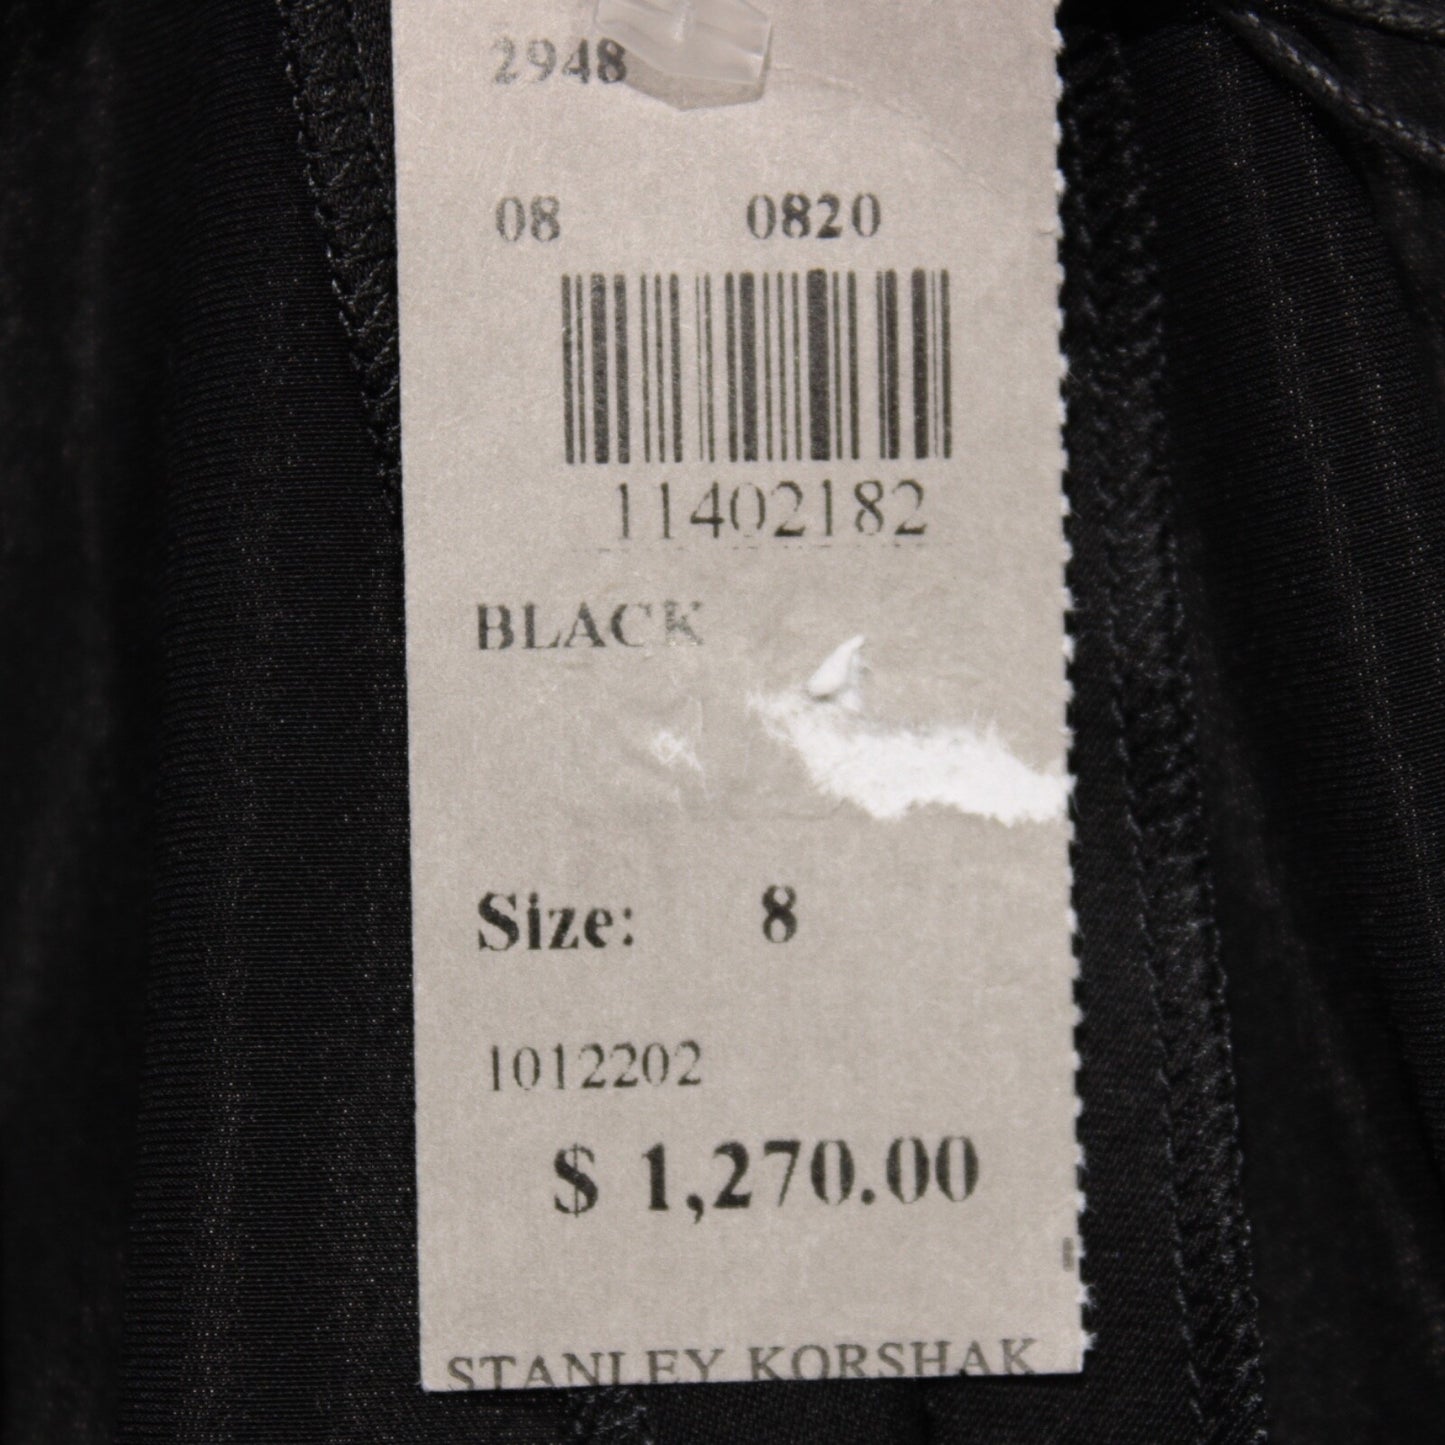 2948
08 0820
11402182
BLACK
Size: 8
1012202
$ 1,270.00
STANLEY KORSHAK